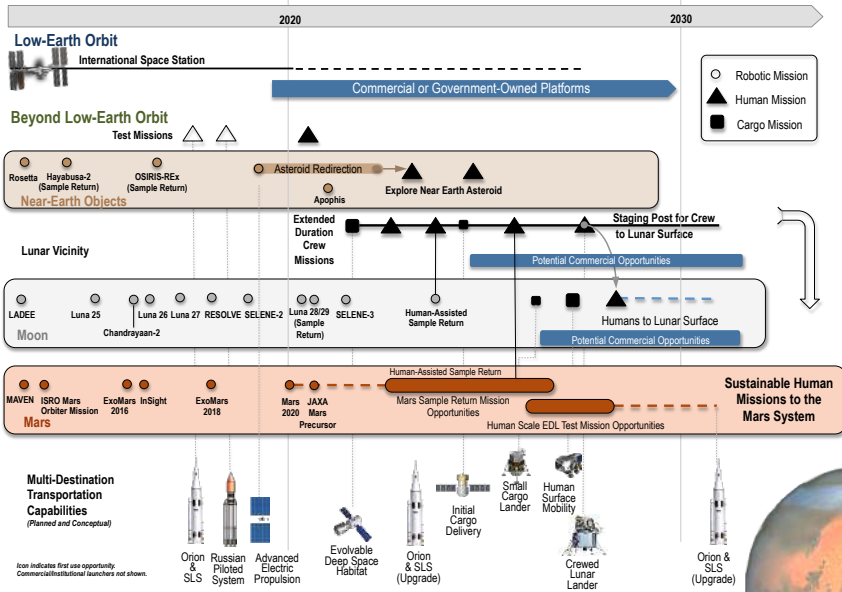 2020
2030
Low-Earth Orbit
International Space Station
Commercial or Government-Owned Platforms
Robotic Mission
Human Mission
Cargo Mission
Beyond Low-Earth Orbit
Test Missions
Rosetta
Hayabusa-2
(Sample Return)
OSIRIS-REx
(Sample Return)
Asteroid Redirection
Apophis
Explore Near Earth Asteroid
Near-Earth Objects
Extended
Duration
Crew
Missions
Staging Post for Crew
to Lunar Surface
Lunar Vicinity
Potential Commercial Opportunities
LADEE
Luna 25
Chandrayaan-2
Luna 26
Luna 27
RESOLVE
SELENE-2
Luna 28/29
(Sample
Return)
SELENE-3
Human-Assisted
Sample Return
Humans to Lunar Surface
Potential Commercial Opportunities
Moon
MAVEN
ISRO Mars
Orbiter Mission
ExoMars
2016
InSight
ExoMars
2018
Mars
2020
JAXA
Mars
Precursor
Human-Assisted Sample Return
Mars Sample Return Mission
Opportunities
Human Scale EDL Test Mission Opportunities
Sustainable Human
Missions to the
Mars System
Mars
Multi-Destination
Transportation
Capabilities
(Planned and Conceptual)
Orion
&
SLS
Russian
Piloted
System
Advanced
Electric
Propulsion
Evolvable
Deep Space
Habitat
Orion
& SLS
(Upgrade)
Initial
Cargo
Delivery
Small
Cargo
Lander
Human
Surface
Mobility
Crewed
Lunar
Lander
Orion &
SLS
(Upgrade)
Icon indicates first use opportunity.
Commercial/Institutional launchers not shown.